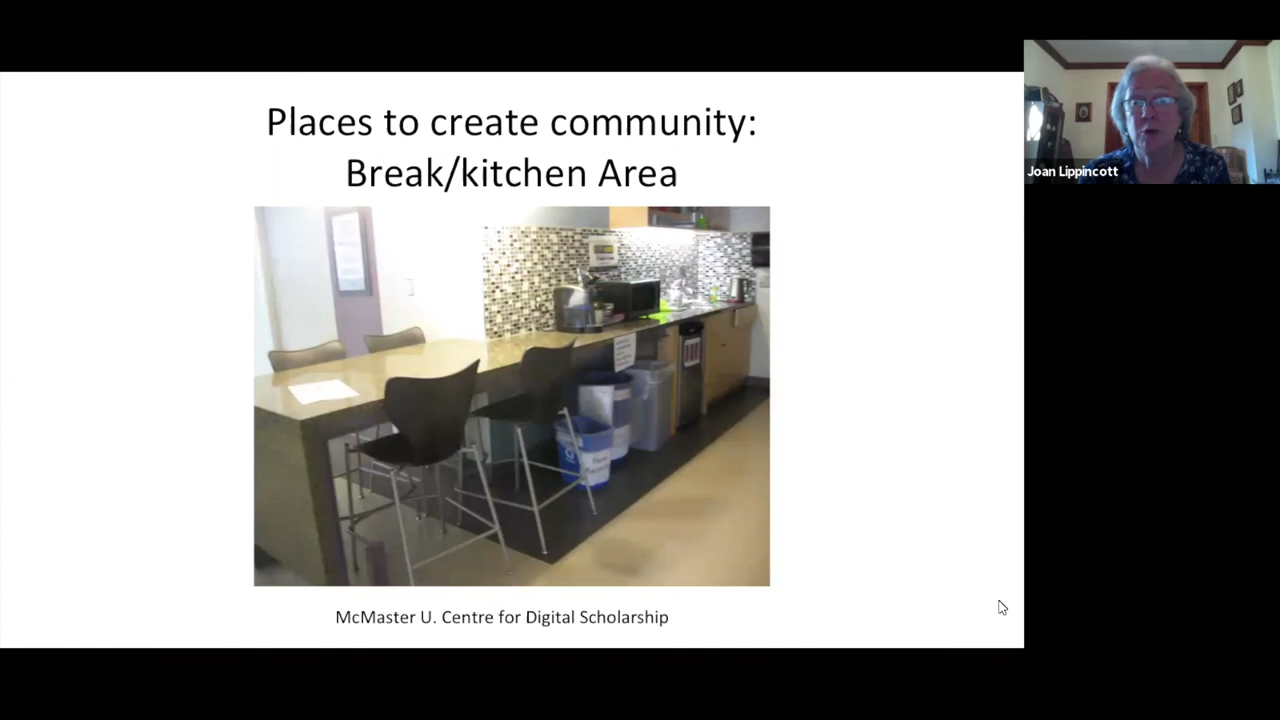 Places to create community:
Break/kitchen Area
Joan Lippincott
McMaster U. Centre for Digital Scholarship